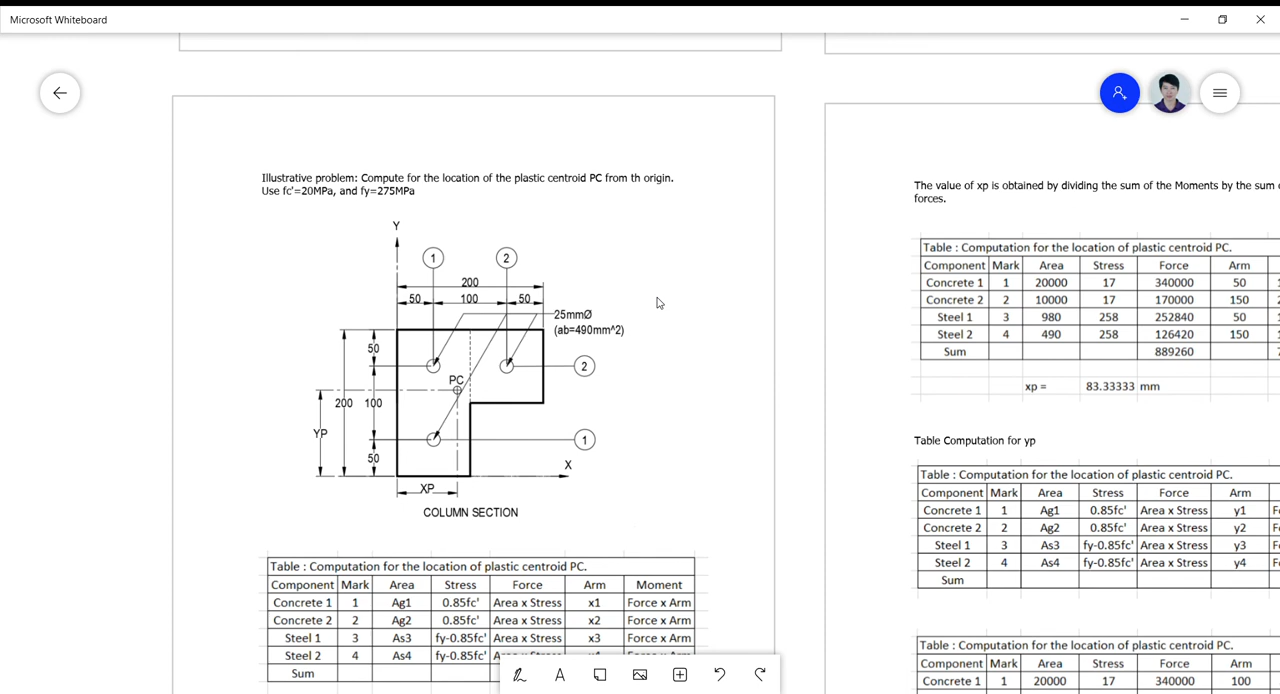 Microsoft Whiteboard
Illustrative problem: Compute for the location of the plastic centroid PC from th origin.
Use fc'=20MPa, and fy=275MPa
Y
1 2
200
50 100 50
25mmØ
(ab=490mm^2)
50
2
PC
200 100
YP
1
50
X
XP
COLUMN SECTION
Table : Computation for the location of plastic centroid PC.
Component Mark Area Stress Force Arm Moment
Concrete 1 1 Ag1 0.85fc' Area x Stress x1 Force x Arm
Concrete 2 2 Ag2 0.85fc' Area x Stress x2 Force x Arm
Steel 1 3 As3 fy-0.85fc' Area x Stress x3 Force x Arm
Steel 2 4 As4 fy-0.85fc'
Sum
A
The value of xp is obtained by dividing the sum of the Moments by the sum
forces.
Table : Computation for the location of plastic centroid PC.
Component Mark Area Stress Force Arm
Concrete 1 1 20000 17 340000 50
Concrete 2 2 10000 17 170000 150
Steel 1 3 980 258 252840 50
Steel 2 4 490 258 126420 150
Sum 889260
xp = 83.33333 mm
Table Computation for yp
Table : Computation for the location of plastic centroid PC.
Component Mark Area Stress Force Arm
Concrete 1 1 Ag1 0.85fc' Area x Stress y1
Concrete 2 2 Ag2 0.85fc' Area x Stress y2
Steel 1 3 As3 fy-0.85fc' Area x Stress y3
Steel 2 4 As4 fy-0.85fc' Area x Stress y4
Sum
Table : Computation for the location of plastic centroid PC.
Component Mark Area Stress Force Arm
Concrete 1 1 20000 17 340000 100